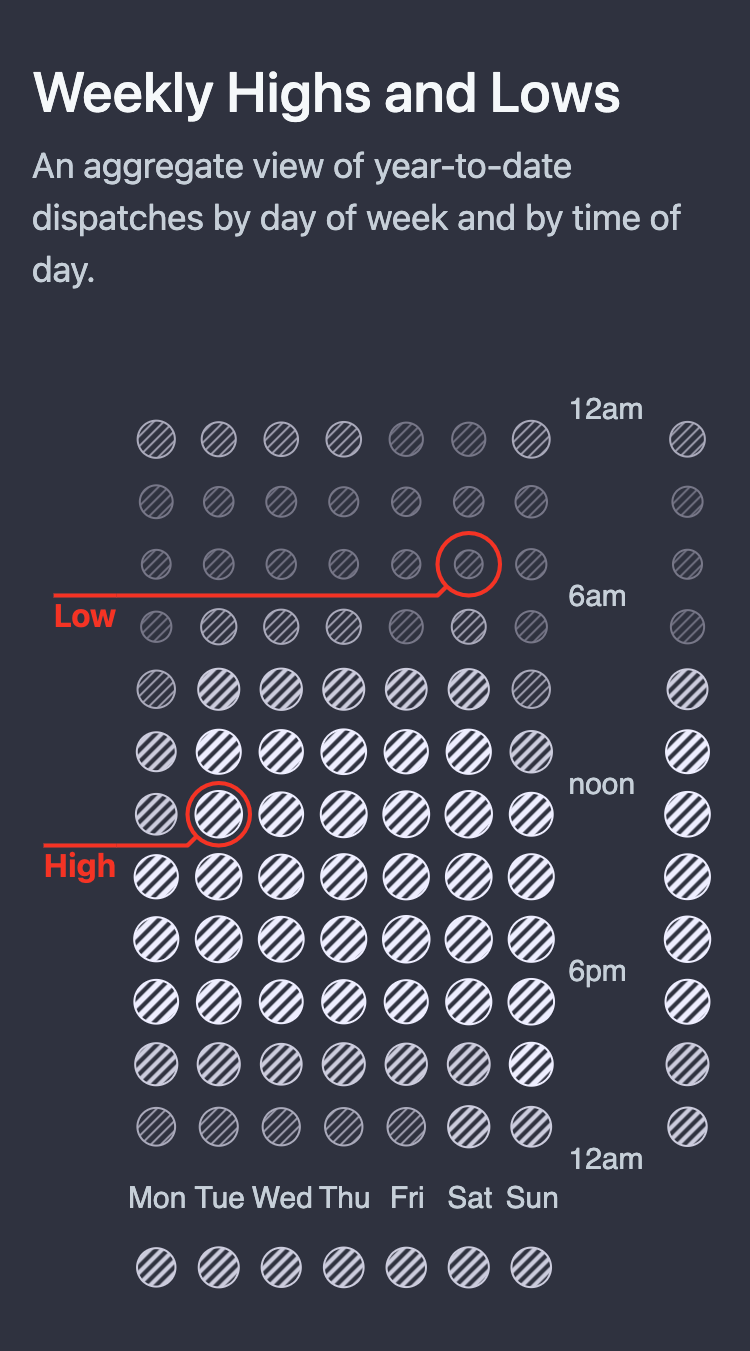 Weekly Highs and Lows
An aggregate view of year-to-date
dispatches by day of week and by time of
day.
12am
6am
Low
noon
High
6pm
12am
Mon Tue Wed Thu Fri Sat Sun